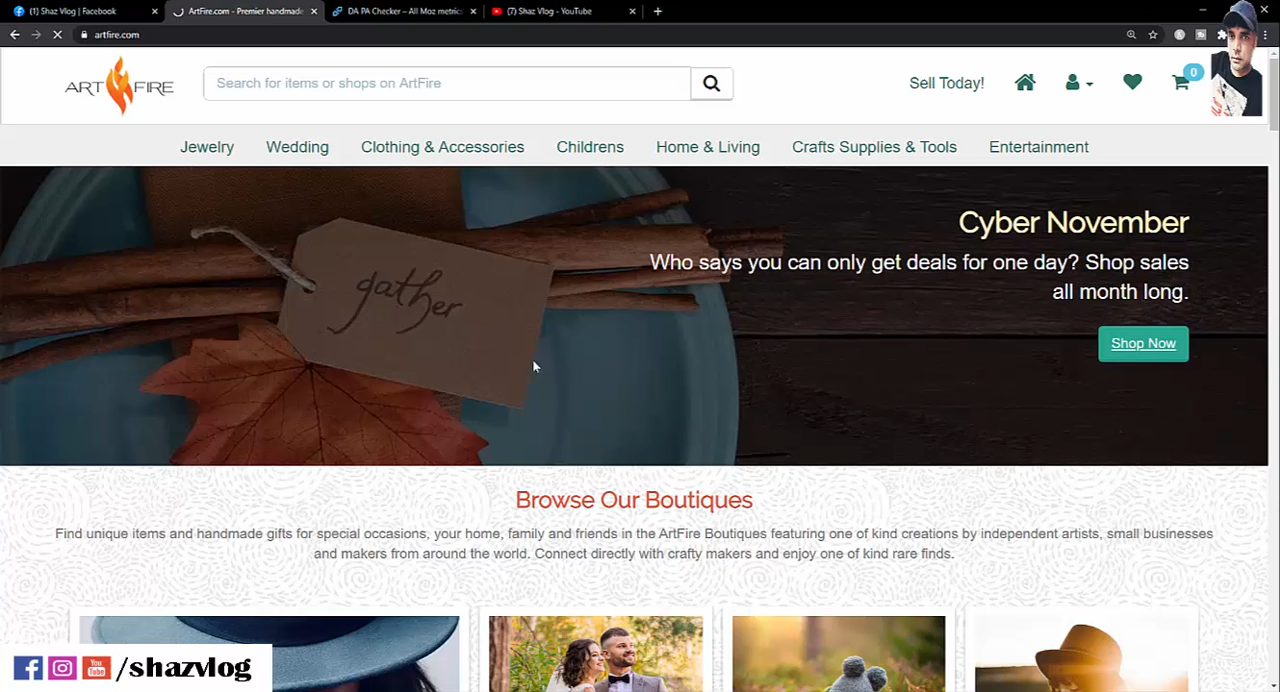 (1) Shaz Vlog | Facebook
ArtFire.com - Premier handmade
DA PA Checker – All Moz metrics
(7) Shaz Vlog - YouTube
artfire.com
ART FIRE
Search for items or shops on ArtFire
Sell Today!
0
Jewelry
Wedding
Clothing & Accessories
Childrens
Home & Living
Crafts Supplies & Tools
Entertainment
gather
Cyber November
Who says you can only get deals for one day? Shop sales
all month long.
Shop Now
Browse Our Boutiques
Find unique items and handmade gifts for special occasions, your home, family and friends in the ArtFire Boutiques featuring one of kind creations by independent artists, small businesses
and makers from around the world. Connect directly with crafty makers and enjoy one of kind rare finds.
You Tube
/shazvlog